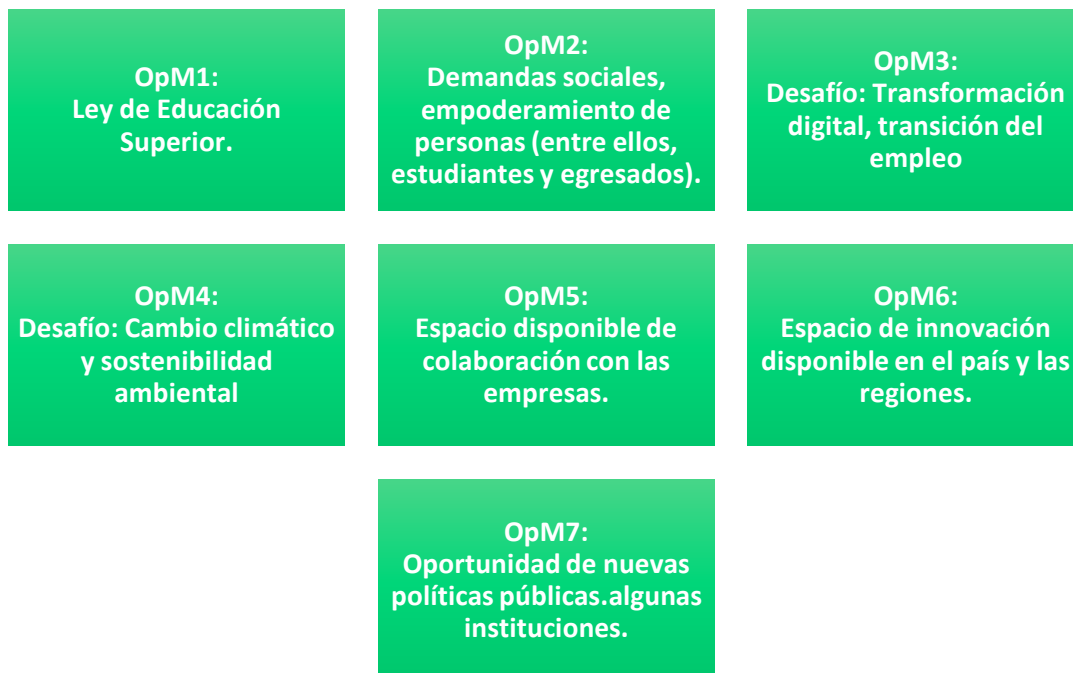 OpM1:
Ley de Educación
Superior.
OpM2:
Demandas sociales,
empoderamiento de
personas (entre ellos,
estudiantes y egresados).
OpM3:
Desafío: Transformación
digital, transición del
empleo
OpM4:
Desafío: Cambio climático
y sostenibilidad
ambiental
OpM5:
Espacio disponible de
colaboración con las
empresas.
OpM6:
Espacio de innovación
disponible en el país y las
regiones.
OpM7:
Oportunidad de nuevas
políticas públicas.algunas
instituciones.